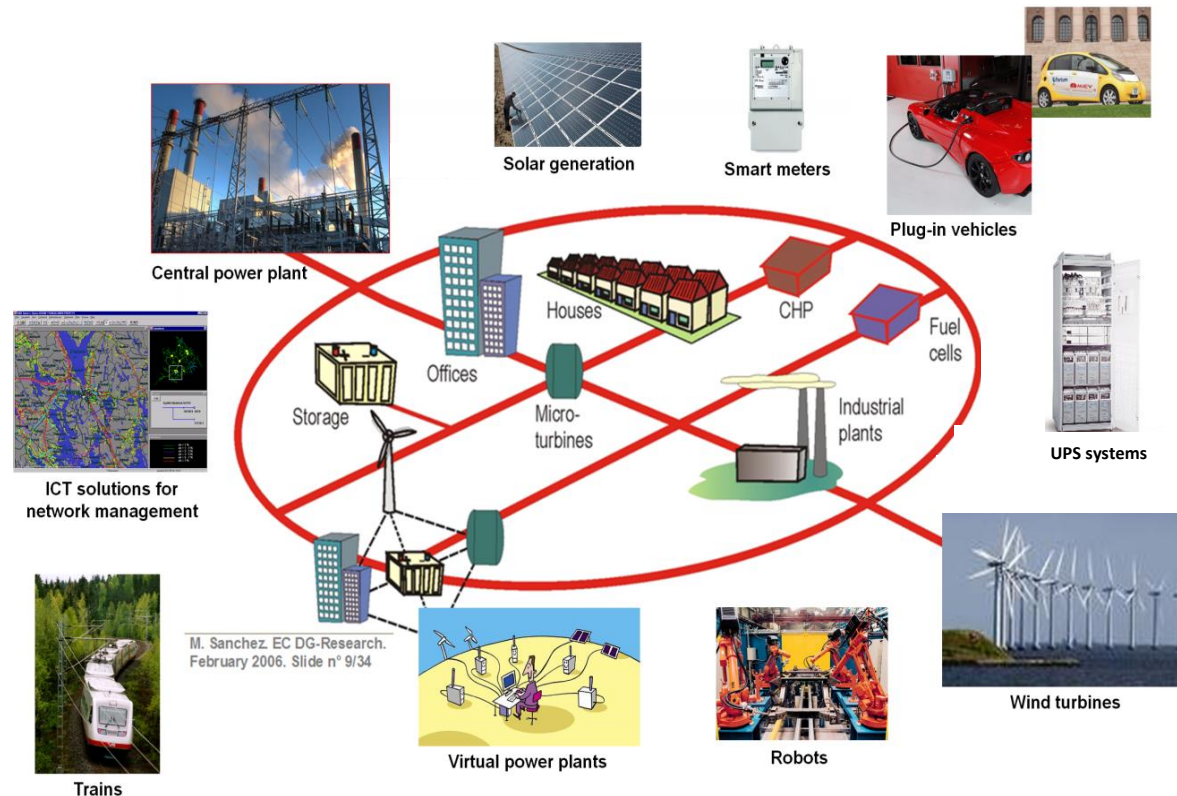 Solar generation
Smart meters
Plug-in vehicles
Central power plant
Houses
CHP
Fuel
cells
Offices
Storage
Micro-
turbines
Industrial
plants
UPS systems
ICT solutions for
network management
M. Sanchez. EC DG-Research.
February 2006. Slide n° 9/34
Wind turbines
Virtual power plants
Robots
Trains